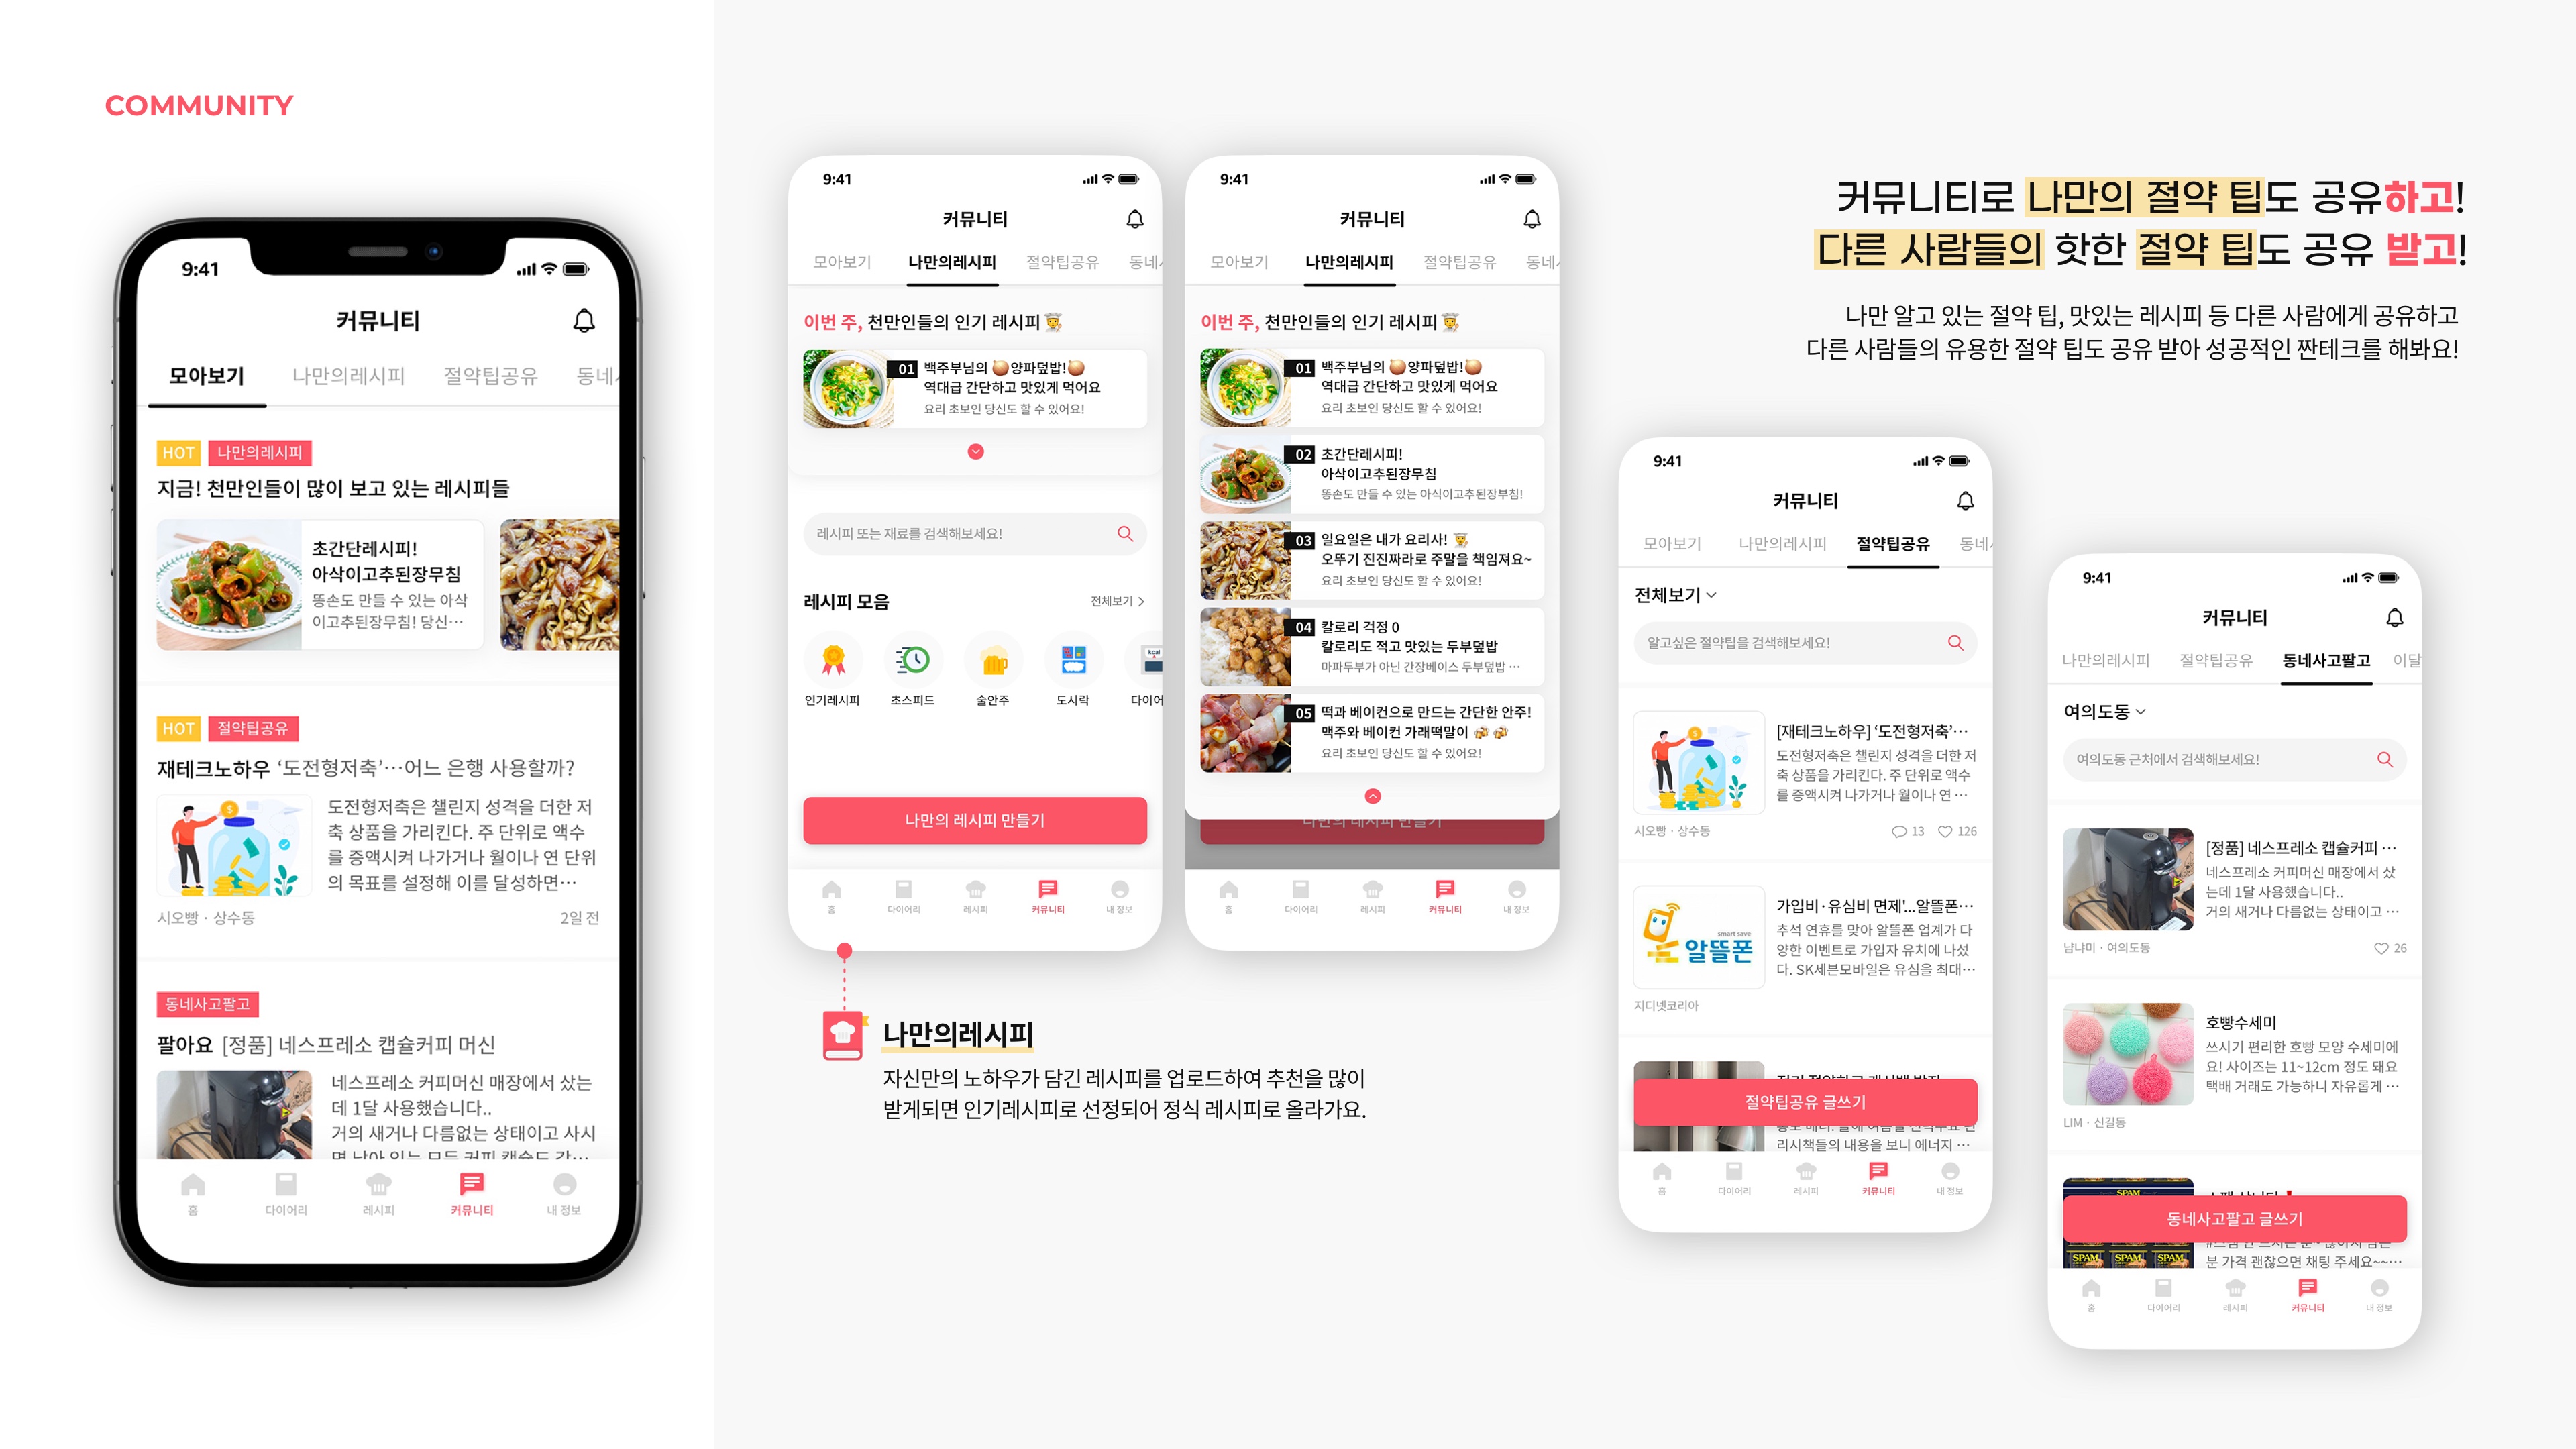 COMMUNITY
9:41
커뮤니티
모아보기 나만의레시피 절약팁공유 동네
HOT 나만의레시피
지금! 천만인들이 많이 보고 있는 레시피들
초간단레시피!
아삭이고추된장무침
똥손도 만들 수 있는 아삭
이고추된장무침! 당신···
HOT 절약팁공유
재테크노하우 ‘도전형저축’···어느 은행 사용할까?
도전형저축은 챌린지 성격을 더한 저
축 상품을 가리킨다. 주 단위로 액수
를 증액시켜 나가거나 월이나 연 단위
의 목표를 설정해 이를 달성하면···
시오빵 · 상수동 2일 전
동네사고팔고
팔아요 [정품] 네스프레소 캡슐커피 머신
네스프레소 커피머신 매장에서 샀는
데 1달 사용했습니다..
거의 새거나 다름없는 상태이고 사시
면 남아 있는 모든 커피 캡슐도 같···
홈 다이어리 레시피 커뮤니티 내 정보
9:41
커뮤니티
모아보기 나만의레시피 절약팁공유 동네
이번 주, 천만인들의 인기 레시피
01 백주부님의 양파덮밥!
역대급 간단하고 맛있게 먹어요
요리 초보인 당신도 할 수 있어요!
레시피 또는 재료를 검색해보세요!
레시피 모음 전체보기
kcal
인기레시피 초스피드 술안주 도시락 다이어
나만의 레시피 만들기
홈 다이어리 레시피 커뮤니티 내 정보
9:41
커뮤니티
모아보기 나만의레시피 절약팁공유 동네
이번 주, 천만인들의 인기 레시피
01 백주부님의 양파덮밥!
역대급 간단하고 맛있게 먹어요
요리 초보인 당신도 할 수 있어요!
02 초간단레시피!
아삭이고추된장무침
똥손도 만들 수 있는 아식이고추된장부침!
03 일요일은 내가 요리사!
오뚜기 진진짜라로 주말을 책임져요~
요리 초보인 당신도 할 수 있어요!
04 칼로리 걱정 0
칼로리도 적고 맛있는 두부덮밥
마파두부가 아닌 간장베이스 두부덮밥 ···
05 떡과 베이컨으로 만드는 간단한 안주!
맥주와 베이컨 가래떡말이
요리 초보인 당신도 할 수 있어요!
나만의 레시피 만들기
홈 다이어리 레시피 커뮤니티 내 정보
나만의레시피
자신만의 노하우가 담긴 레시피를 업로드하여 추천을 많이
받게되면 인기레시피로 선정되어 정식 레시피로 올라가요.
커뮤니티로 나만의 절약 팁도 공유하고!
다른 사람들의 핫한 절약 팁도 공유 받고!
나만 알고 있는 절약 팁, 맛있는 레시피 등 다른 사람에게 공유하고
다른 사람들의 유용한 절약 팁도 공유 받아 성공적인 짠테크를 해봐요!
9:41
커뮤니티
모아보기 나만의레시피 절약팁공유 동네
전체보기
알고싶은 절약팁을 검색해보세요!
[재테크노하우] ‘도전형저축’···
도전형저축은 챌린지 성격을 더한 저
축 상품을 가리킨다. 주 단위로 액수
를 증액시켜 나가거나 월이나 연 ···
시오빵 · 상수동 13 126
smart save
알뜰폰
가입비·유심비 면제'...알뜰폰···
추석 연휴를 맞아 알뜰폰 업계가 다
양한 이벤트로 가입자 유치에 나섰
다. SK세븐모바일은 유심을 최대···
지디넷코리아
절약팁공유 글쓰기
리시책들의 내용을 보니 에너지 ···
홈 다이어리 레시피 커뮤니티 내 정보
9:41
커뮤니티
나만의레시피 절약팁공유 동네사고팔고 이달
여의도동
여의도동 근처에서 검색해보세요!
[정품] 네스프레소 캡슐커피 ···
네스프레소 커피머신 매장에서 샀
는데 1달 사용했습니다..
거의 새거나 다름없는 상태이고 ···
냠냐미 · 여의도동 26
호빵수세미
쓰시기 편리한 호빵 모양 수세미에
요! 사이즈는 11~12cm 정도 돼요
택배 거래도 가능하니 자유롭게 ···
LIM · 신길동
SPAM
동네사고팔고 글쓰기
SPAM SPAM SPAM
분 가격 괜찮으면 채팅 주세요~~···
홈 다이어리 레시피 커뮤니티 내 정보